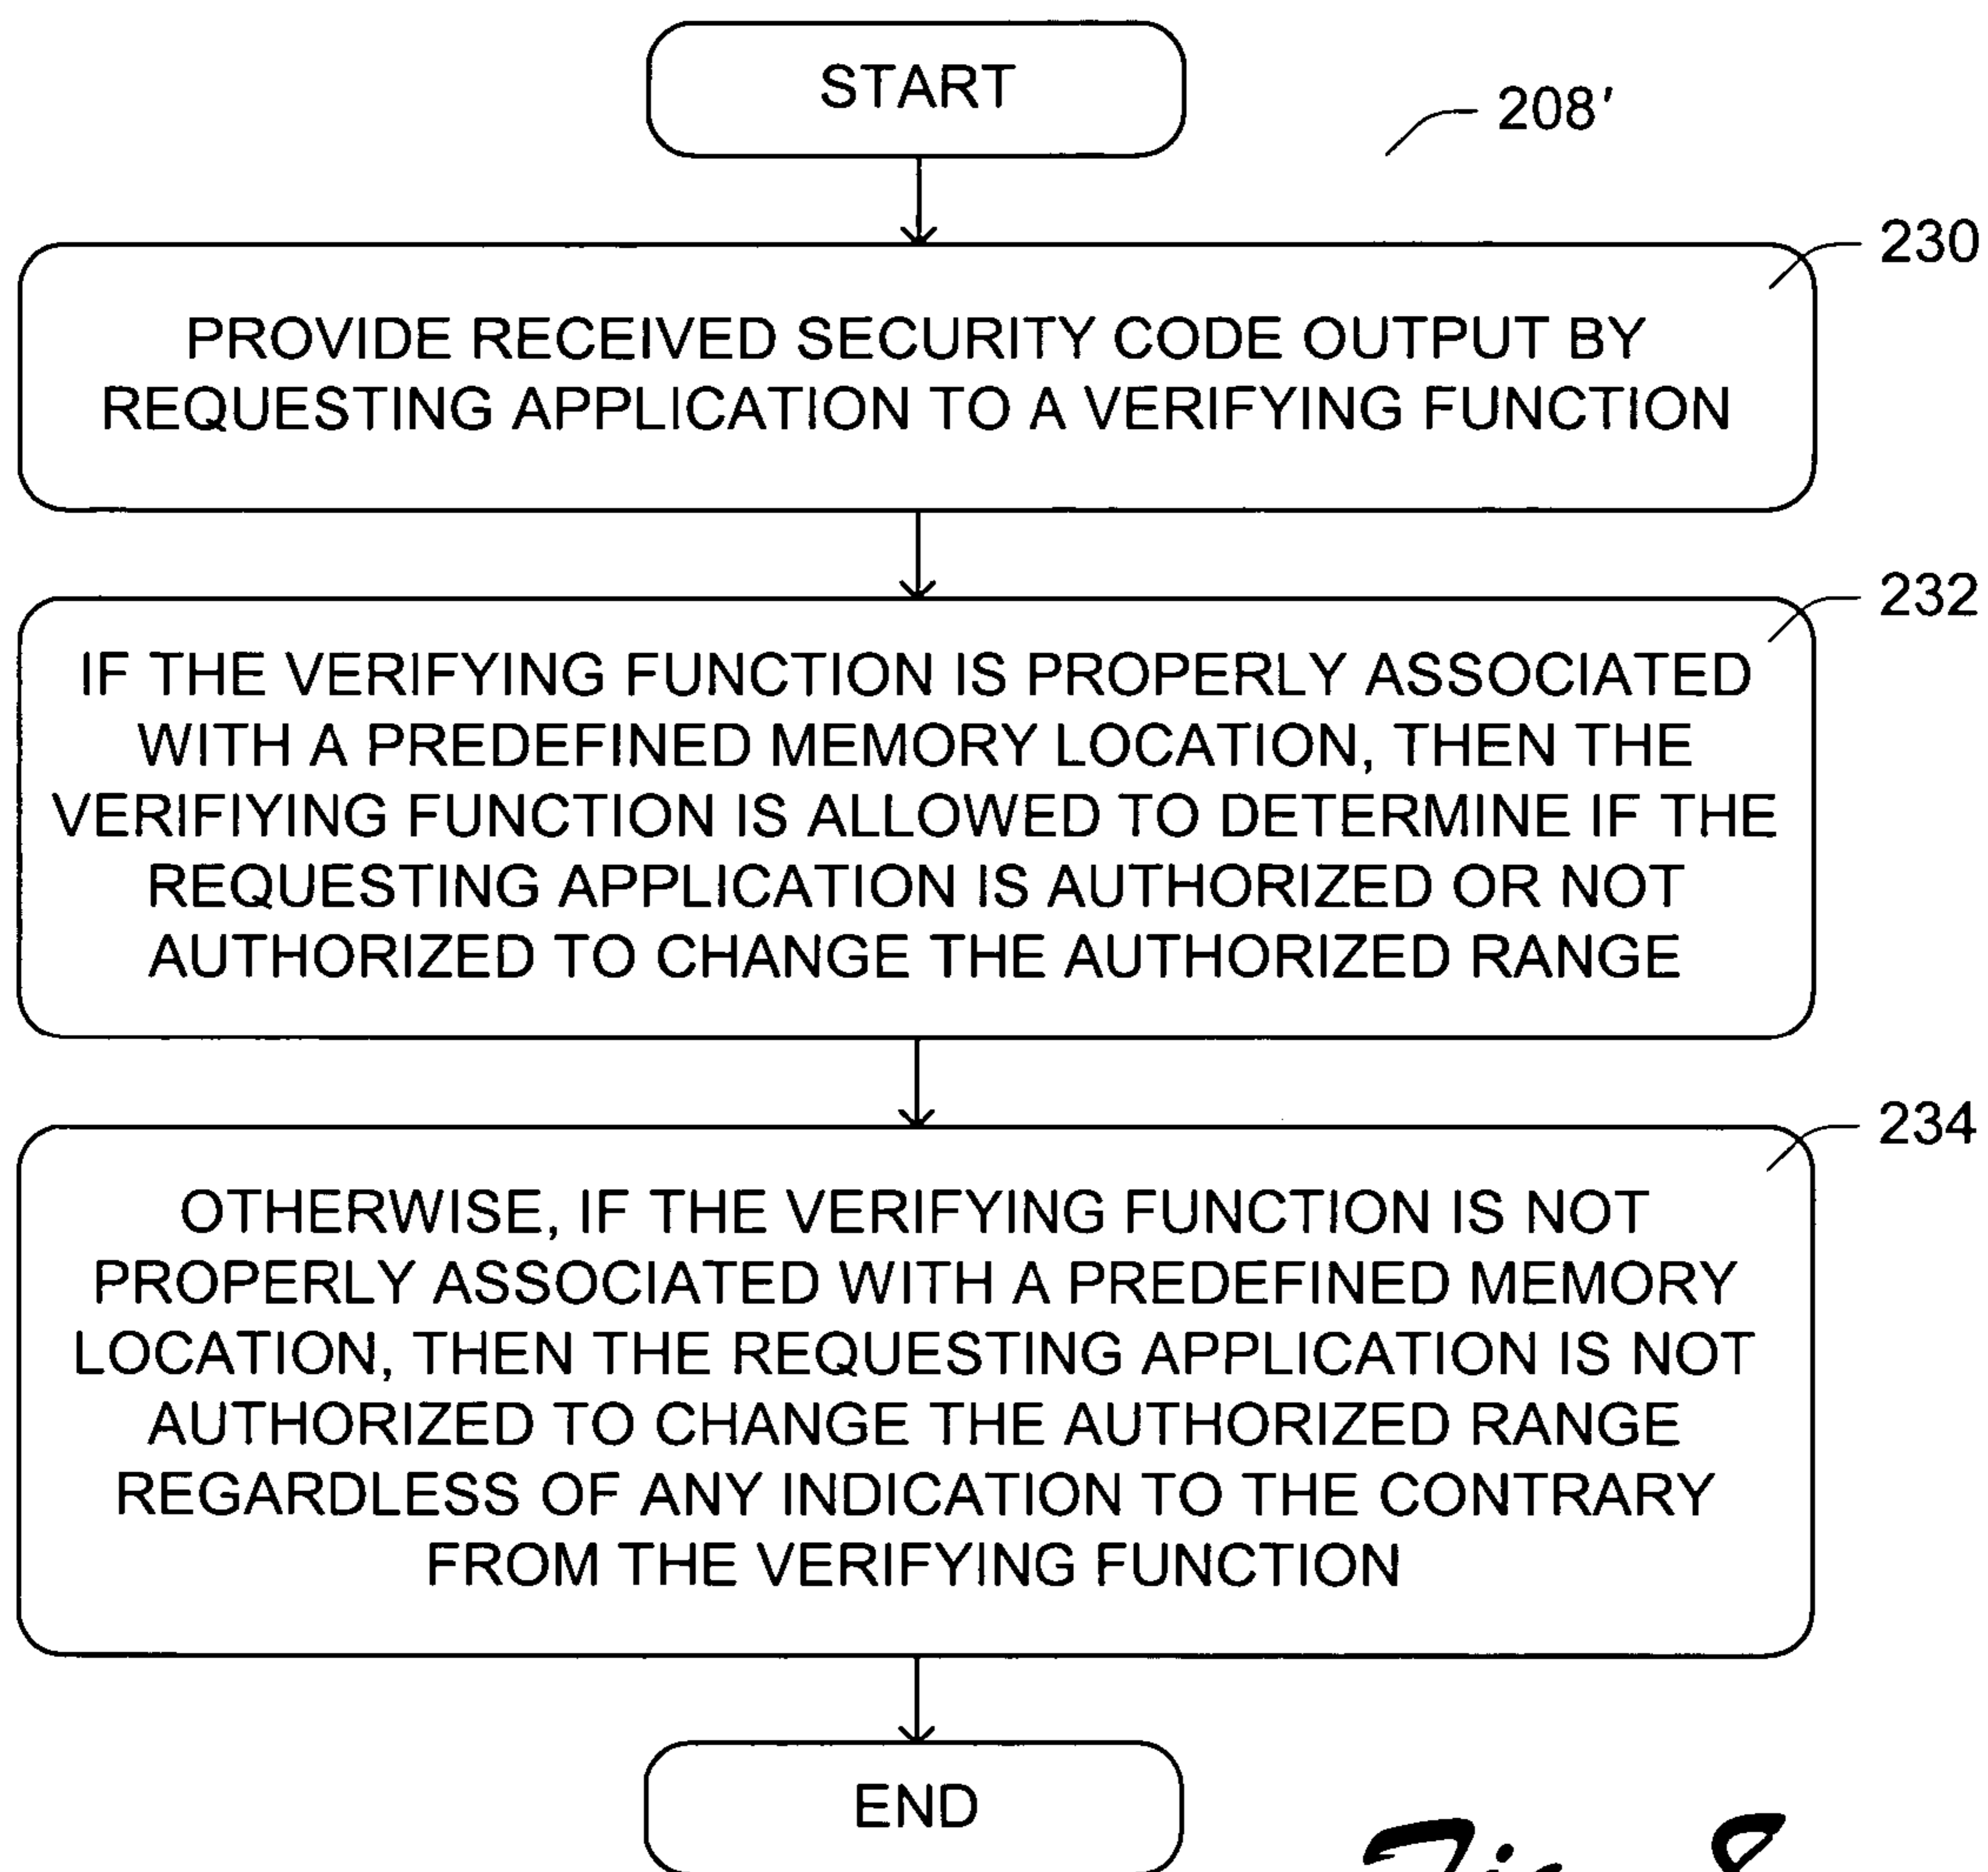 START
208'
230
PROVIDE RECEIVED SECURITY CODE OUTPUT BY
REQUESTING APPLICATION TO A VERIFYING FUNCTION
232
IF THE VERIFYING FUNCTION IS PROPERLY ASSOCIATED
WITH A PREDEFINED MEMORY LOCATION, THEN THE
VERIFIYING FUNCTION IS ALLOWED TO DETERMINE IF THE
REQUESTING APPLICATION IS AUTHORIZED OR NOT
AUTHORIZED TO CHANGE THE AUTHORIZED RANGE
234
OTHERWISE, IF THE VERIFYING FUNCTION IS NOT
PROPERLY ASSOCIATED WITH A PREDEFINED MEMORY
LOCATION, THEN THE REQUESTING APPLICATION IS NOT
AUTHORIZED TO CHANGE THE AUTHORIZED RANGE
REGARDLESS OF ANY INDICATION TO THE CONTRARY
FROM THE VERIFYING FUNCTION
END
Fig. 8